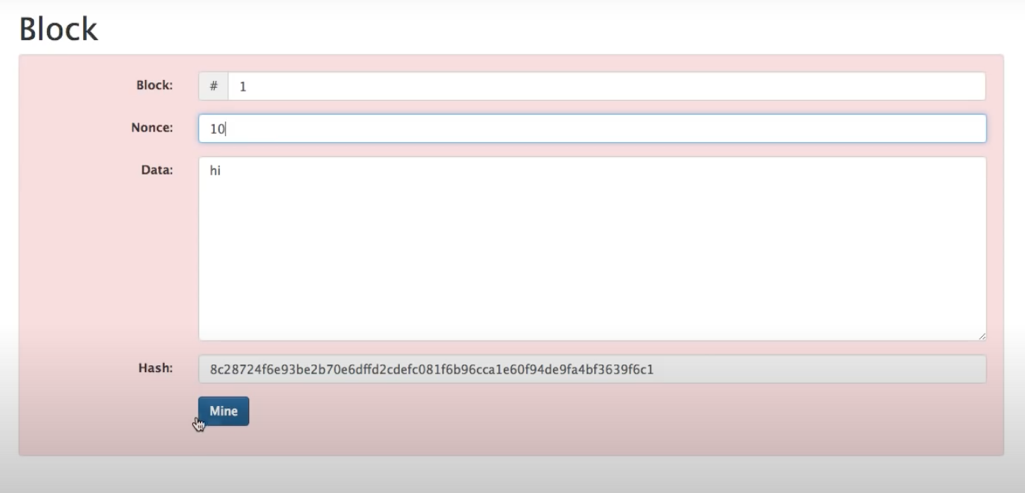 Block
Block: # 1
Nonce: 10
Data: hi
Hash: 8c28724f6e93be2b70e6dffd2cdefc081f6b96cca1e60f94de9fa4bf3639f6c1
Mine